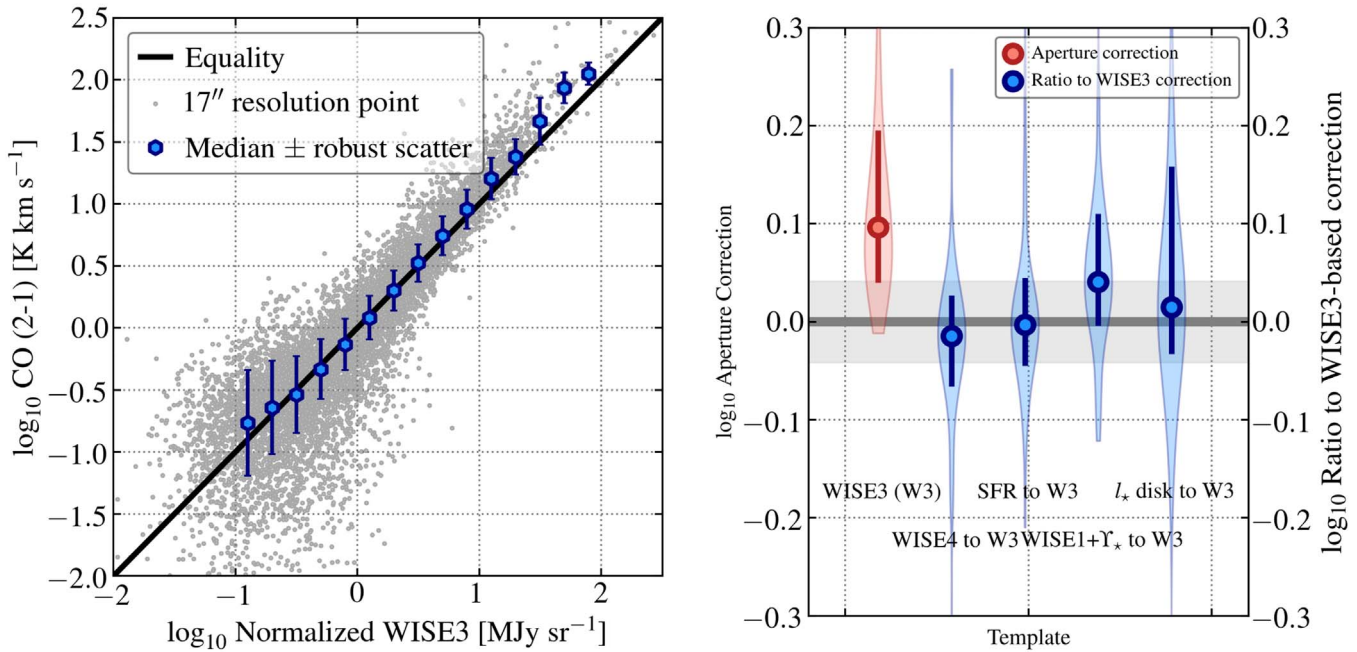 2.5
2.0
1.5
1.0
0.5
0.0
−0.5
−1.0
−1.5
−2.0
log₁₀ CO (2-1) [K km s⁻¹]
Equality
17″ resolution point
Median ± robust scatter
−2
−1
0
1
2
log₁₀ Normalized WISE3 [MJy sr⁻¹]
0.3
0.2
0.1
0.0
−0.1
−0.2
−0.3
log₁₀ Aperture Correction
Aperture correction
Ratio to WISE3 correction
WISE3 (W3)
SFR to W3
l⋆ disk to W3
WISE4 to W3
WISE1+ϒ⋆ to W3
Template
0.3
0.2
0.1
0.0
−0.1
−0.2
−0.3
log₁₀ Ratio to WISE3-based correction